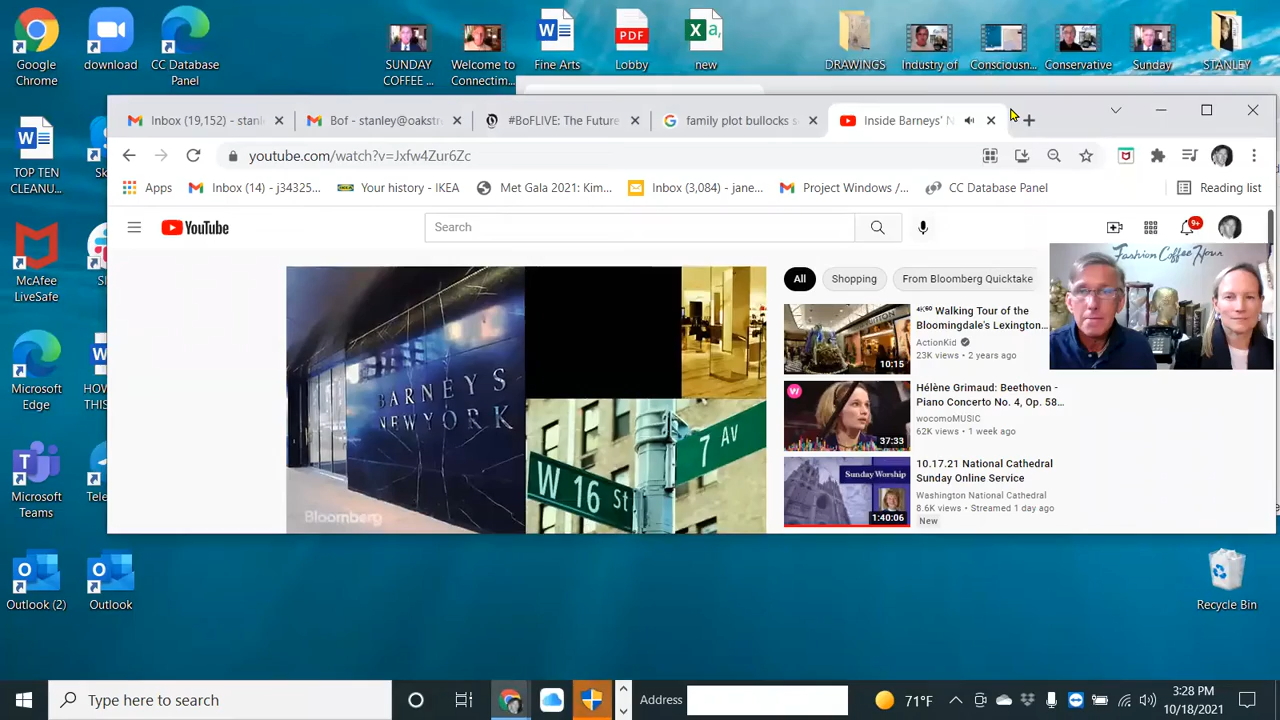 Google
Chrome
download
CC Database
Panel
SUNDAY
COFFEE ...
Welcome to
Connectim...
Fine Arts
PDF
Lobby
new
DRAWINGS
Industry of
Consciousn...
Conservative
Sunday
STANLEY
Inbox (19,152) - stanl
Bof - stanley@oakstr
#BoFLIVE: The Future
family plot bullocks s
Inside Barneys' N
youtube.com/watch?v=Jxfw4Zur6Zc
Apps
Inbox (14) - j34325...
Your history - IKEA
Met Gala 2021: Kim...
Inbox (3,084) - jane...
Project Windows /...
CC Database Panel
Reading list
YouTube
Search
9+
Fashion Coffee Hour
All
Shopping
From Bloomberg Quicktake
BARNEYS
NEW YORK
7 AV
W 16 St
Bloomberg
4K60 Walking Tour of the
Bloomingdale's Lexington...
ActionKid
23K views • 2 years ago
10:15
Hélène Grimaud: Beethoven -
Piano Concerto No. 4, Op. 58...
wocomoMUSIC
62K views • 1 week ago
37:33
Sunday Worship
10.17.21 National Cathedral
Sunday Online Service
Washington National Cathedral
8.6K views • Streamed 1 day ago
New
1:40:06
TOP TEN
CLEANU...
Sk
McAfee
LiveSafe
Sl
Microsoft
Edge
HOW
THIS
Microsoft
Teams
Tele
Outlook (2)
Outlook
Recycle Bin
Type here to search
Address
71°F
3:28 PM
10/18/2021